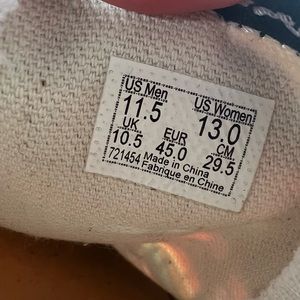 US Men US Women
11.5 13.0
UK EUR CM
10.5 45.0 29.5
721454 Made in China
Fabrique en Chine